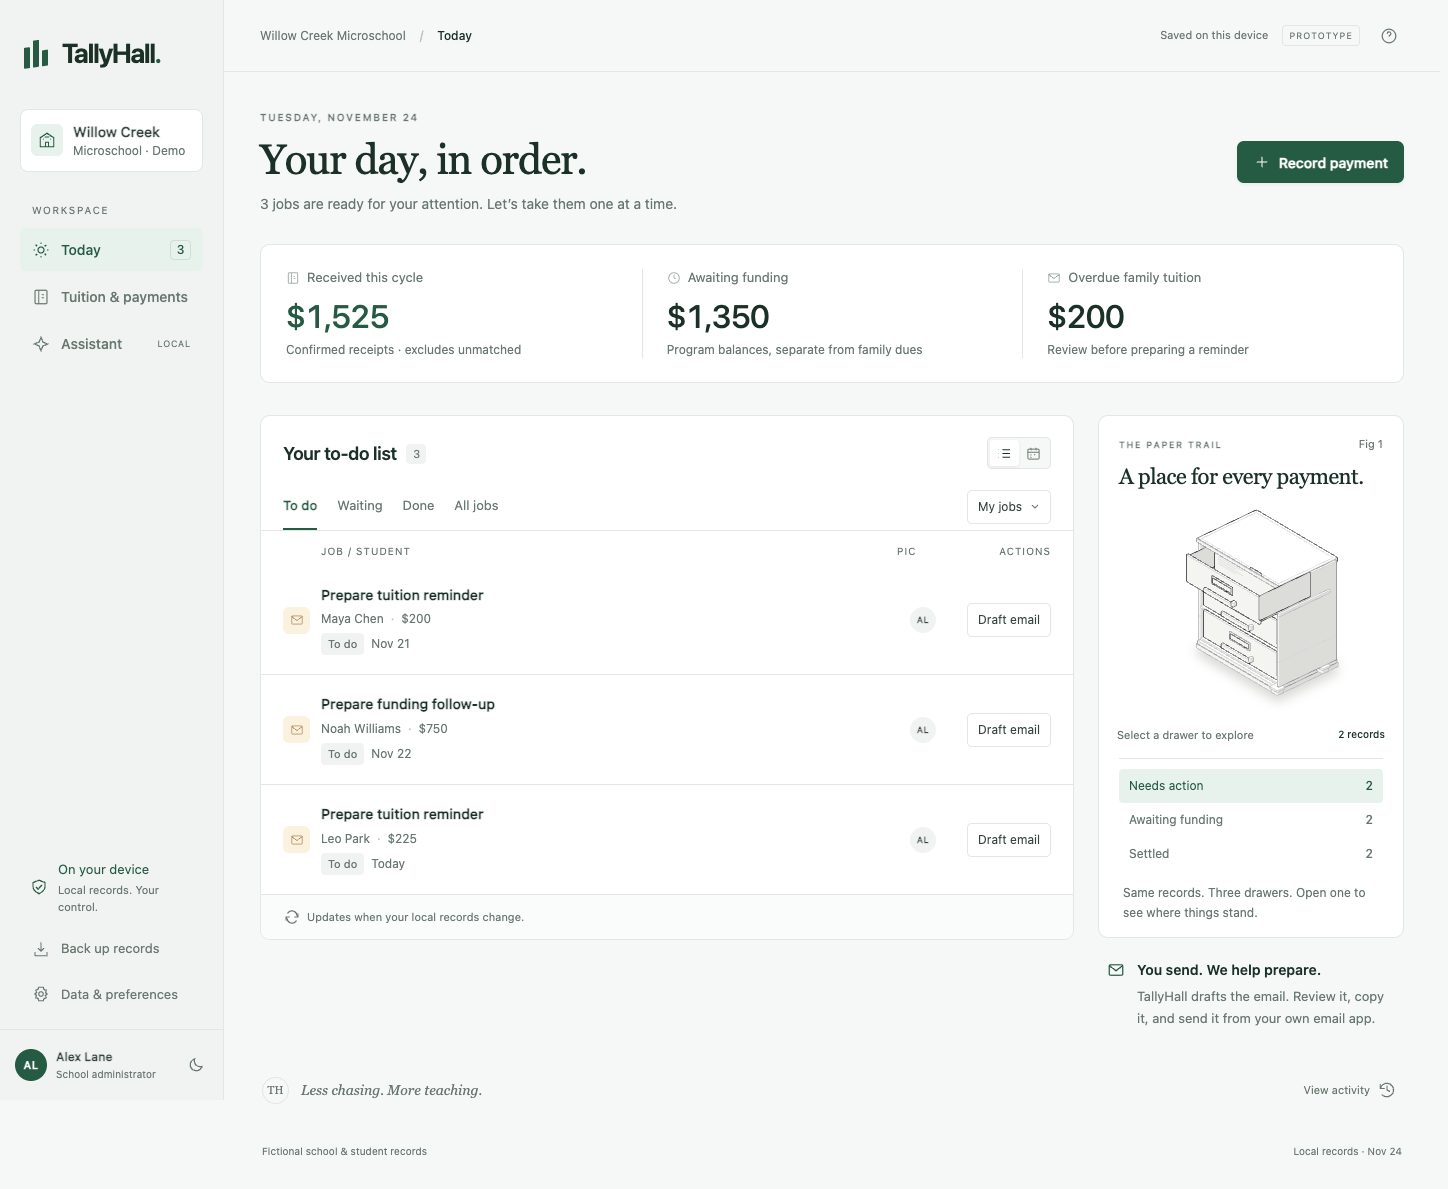 TallyHall.
Willow Creek
Microschool · Demo
WORKSPACE
Today 3
Tuition & payments
Assistant LOCAL
On your device
Local records. Your
control.
Back up records
Data & preferences
AL
Alex Lane
School administrator
Willow Creek Microschool / Today
Saved on this device PROTOTYPE
TUESDAY, NOVEMBER 24
Your day, in order.
3 jobs are ready for your attention. Let's take them one at a time.
+ Record payment
Received this cycle
$1,525
Confirmed receipts · excludes unmatched
Awaiting funding
$1,350
Program balances, separate from family dues
Overdue family tuition
$200
Review before preparing a reminder
Your to-do list 3
To do Waiting Done All jobs My jobs
JOB / STUDENT PIC ACTIONS
Prepare tuition reminder
Maya Chen · $200
To do Nov 21
AL
Draft email
Prepare funding follow-up
Noah Williams · $750
To do Nov 22
AL
Draft email
Prepare tuition reminder
Leo Park · $225
To do Today
AL
Draft email
Updates when your local records change.
THE PAPER TRAIL Fig 1
A place for every payment.
Select a drawer to explore 2 records
Needs action 2
Awaiting funding 2
Settled 2
Same records. Three drawers. Open one to
see where things stand.
You send. We help prepare.
TallyHall drafts the email. Review it, copy
it, and send it from your own email app.
TH Less chasing. More teaching.
View activity
Fictional school & student records
Local records · Nov 24